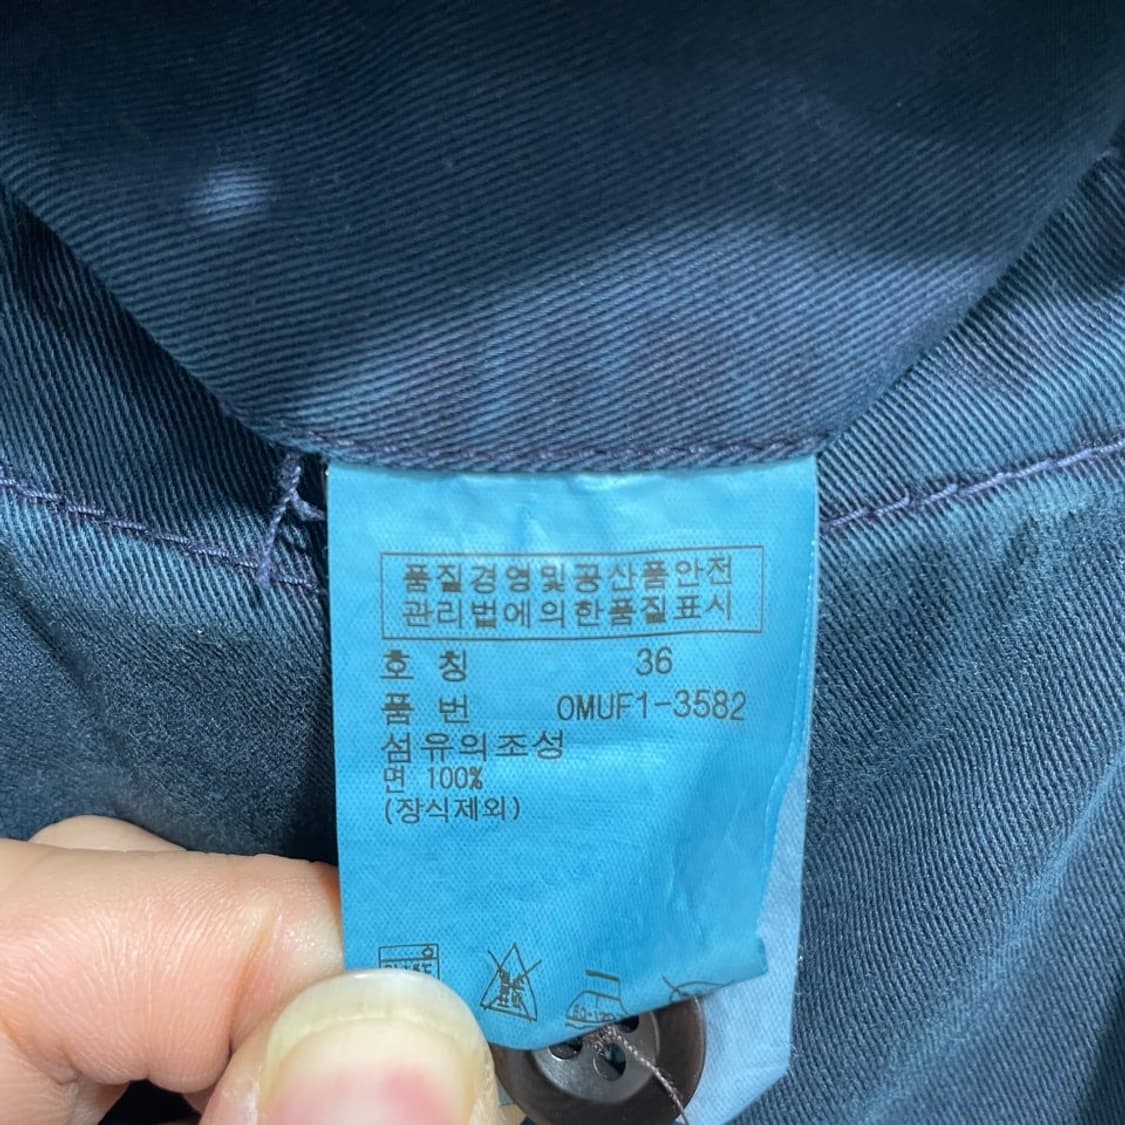 품질경영및공산품안전
관리법에의한품질표시
호 칭 36
품 번 OMUF1-3582
섬유의조성
면 100%
(장식제외)